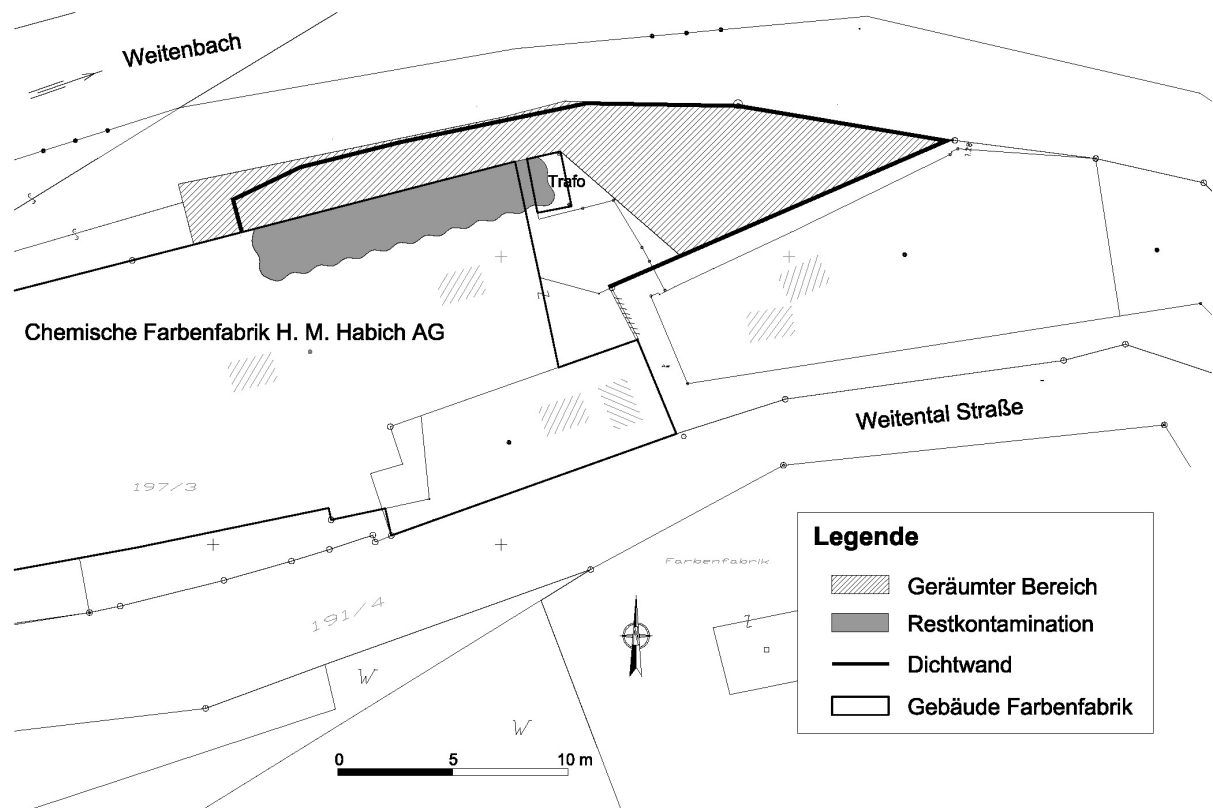 Weitenbach
Trafo
Chemische Farbenfabrik H. M. Habich AG
Weitental Straße
197/3
191/4
Farbenfabrik
W
W
Legende
Geräumter Bereich
Restkontamination
Dichtwand
Gebäude Farbenfabrik
0 5 10 m